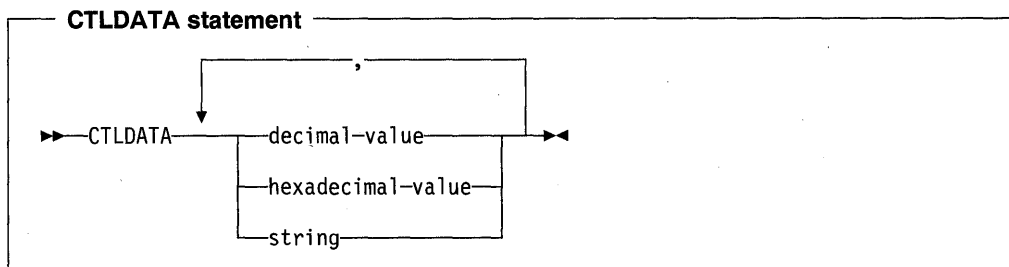 CTLDATA statement
,
CTLDATA decimal-value
hexadecimal-value
string